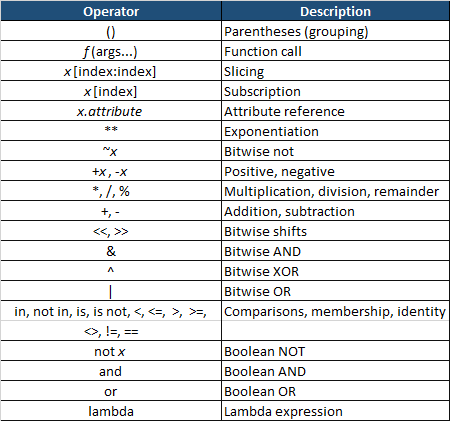 Operator Description
() Parentheses (grouping)
f (args...) Function call
x [index:index] Slicing
x [index] Subscription
x.attribute Attribute reference
** Exponentiation
~x Bitwise not
+x , -x Positive, negative
*, /, % Multiplication, division, remainder
+, - Addition, subtraction
<<, >> Bitwise shifts
& Bitwise AND
^ Bitwise XOR
| Bitwise OR
in, not in, is, is not, <, <=, >, >=, Comparisons, membership, identity
<>, !=, ==
not x Boolean NOT
and Boolean AND
or Boolean OR
lambda Lambda expression